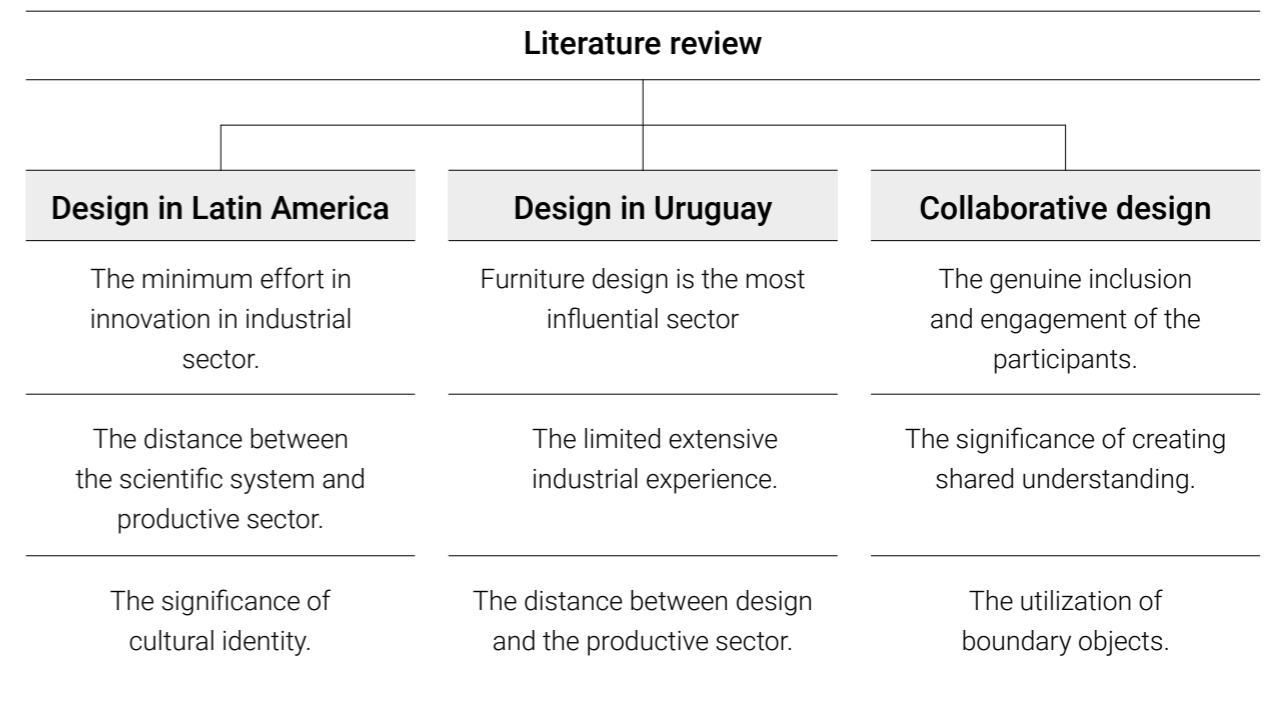 Literature review
Design in Latin America
The minimum effort in
innovation in industrial
sector.
The distance between
the scientific system and
productive sector.
The significance of
cultural identity.
Design in Uruguay
Furniture design is the most
influential sector
The limited extensive
industrial experience.
The distance between design
and the productive sector.
Collaborative design
The genuine inclusion
and engagement of the
participants.
The significance of creating
shared understanding.
The utilization of
boundary objects.